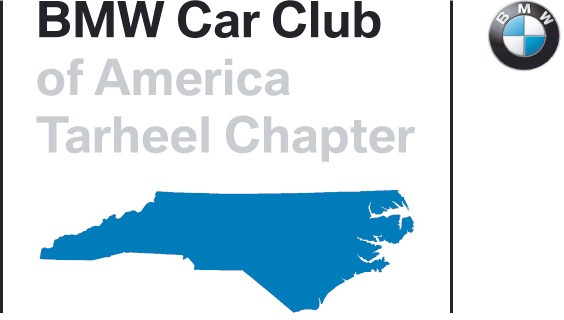 BMW Car Club
of America
Tarheel Chapter
BMW